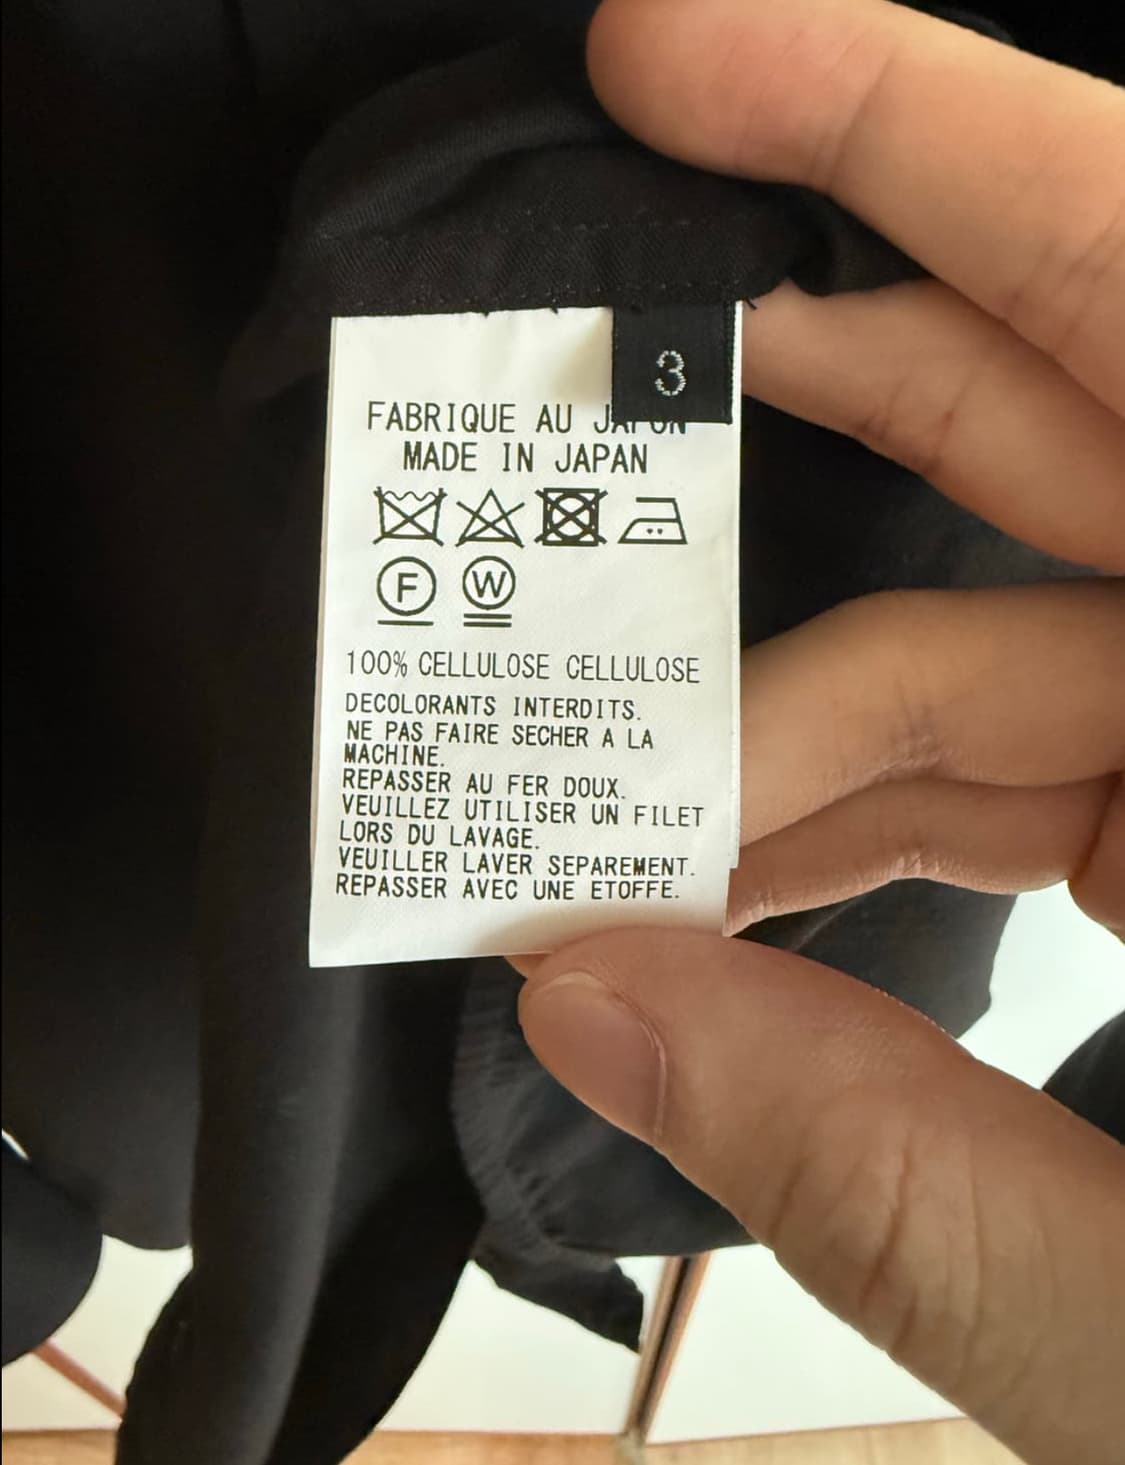 3
FABRIQUE AU JAPON
MADE IN JAPAN
F W
100% CELLULOSE CELLULOSE
DECOLORANTS INTERDITS.
NE PAS FAIRE SECHER A LA
MACHINE.
REPASSER AU FER DOUX.
VEUILLEZ UTILISER UN FILET
LORS DU LAVAGE.
VEUILLER LAVER SEPAREMENT.
REPASSER AVEC UNE ETOFFE.